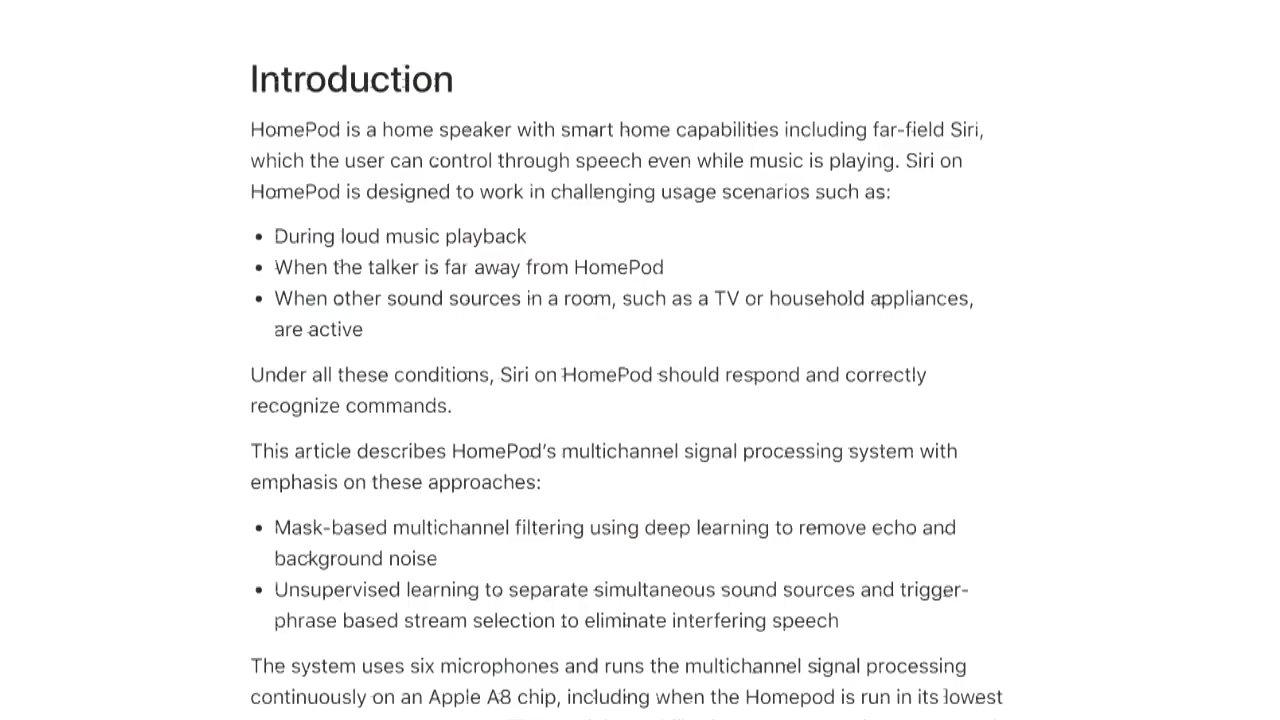 Introduction
HomePod is a home speaker with smart home capabilities including far-field Siri,
which the user can control through speech even while music is playing. Siri on
HomePod is designed to work in challenging usage scenarios such as:
• During loud music playback
• When the talker is far away from HomePod
• When other sound sources in a room, such as a TV or household appliances,
are active
Under all these conditions, Siri on HomePod should respond and correctly
recognize commands.
This article describes HomePod's multichannel signal processing system with
emphasis on these approaches:
• Mask-based multichannel filtering using deep learning to remove echo and
background noise
• Unsupervised learning to separate simultaneous sound sources and trigger-
phrase based stream selection to eliminate interfering speech
The system uses six microphones and runs the multichannel signal processing
continuously on an Apple A8 chip, including when the Homepod is run in its lowest